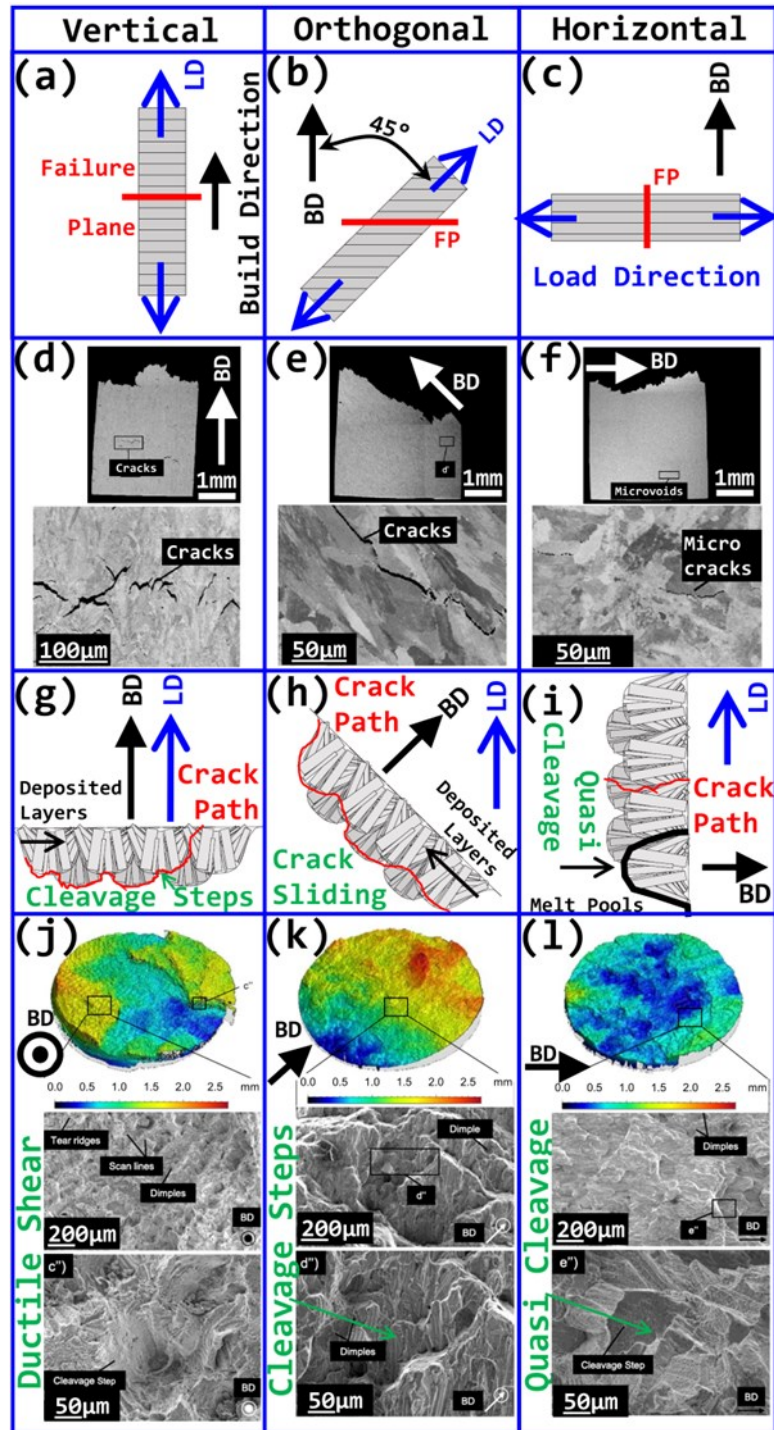 Vertical
Orthogonal
Horizontal
(a)
LD
Failure
Plane
Build Direction
(b)
45°
LD
BD
FP
(c)
BD
FP
Load Direction
(d)
BD
Cracks
1mm
Cracks
100μm
(e)
BD
d'
1mm
Cracks
50μm
(f)
BD
Microvoids
1mm
Micro
cracks
50μm
(g)
BD
LD
Deposited
Layers
Crack
Path
Cleavage Steps
(h)
Crack
Path
BD
LD
Deposited
Layers
Crack
Sliding
(i)
LD
Quasi
Cleavage
Crack
Path
Melt Pools
BD
(j)
c''
BD
0.0 0.5 1.0 1.5 2.0 2.5
mm
Tear ridges
Scan lines
Dimples
200μm
BD
c'')
Cleavage Step
50μm
BD
Ductile Shear
(k)
BD
0.0 0.5 1.0 1.5 2.0 2.5
mm
Dimple
d''
200μm
BD
d'')
Dimples
50μm
BD
Cleavage Steps
(l)
BD
0.0 0.5 1.0 1.5 2.0 2.5
mm
Dimples
e''
200μm
BD
e'')
Cleavage Step
50μm
BD
Quasi Cleavage